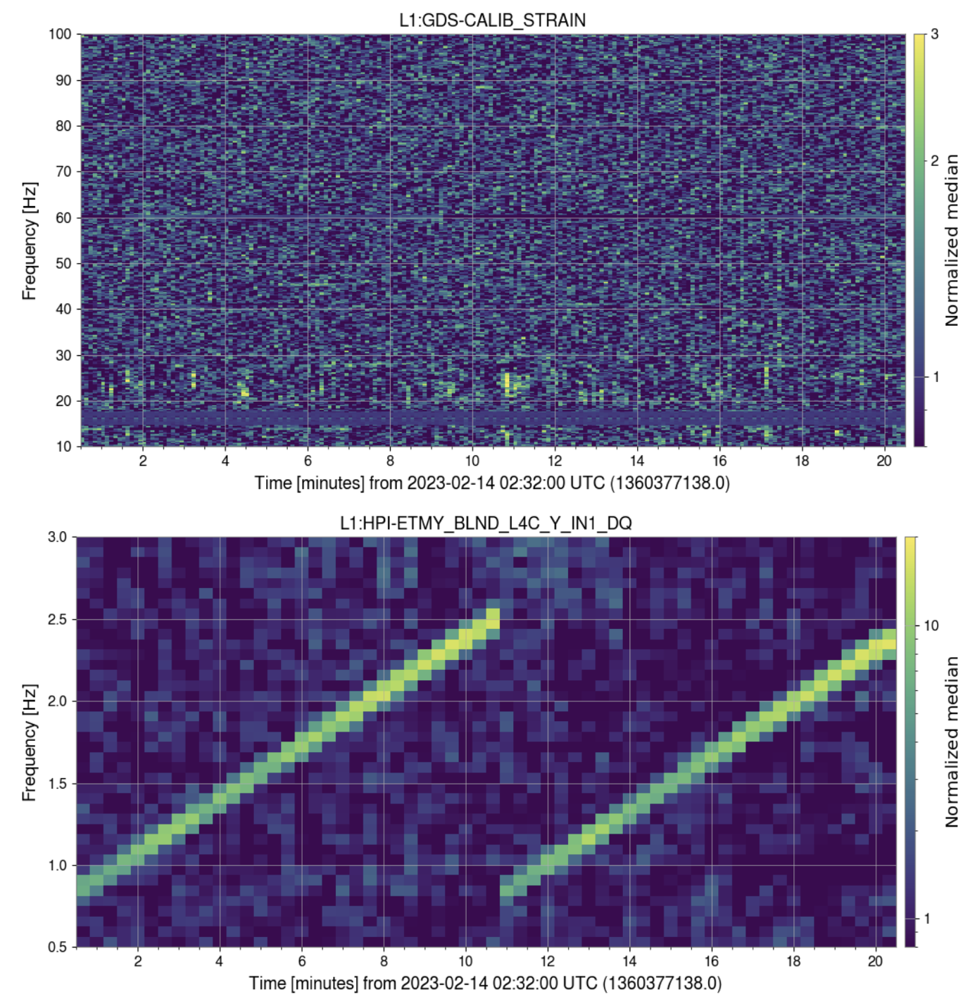 L1:GDS-CALIB_STRAIN
100
90
80
70
60
50
40
30
20
10
Frequency [Hz]
2 4 6 8 10 12 14 16 18 20
Time [minutes] from 2023-02-14 02:32:00 UTC (1360377138.0)
3
2
1
Normalized median
L1:HPI-ETMY_BLND_L4C_Y_IN1_DQ
3.0
2.5
2.0
1.5
1.0
0.5
Frequency [Hz]
2 4 6 8 10 12 14 16 18 20
Time [minutes] from 2023-02-14 02:32:00 UTC (1360377138.0)
10
1
Normalized median